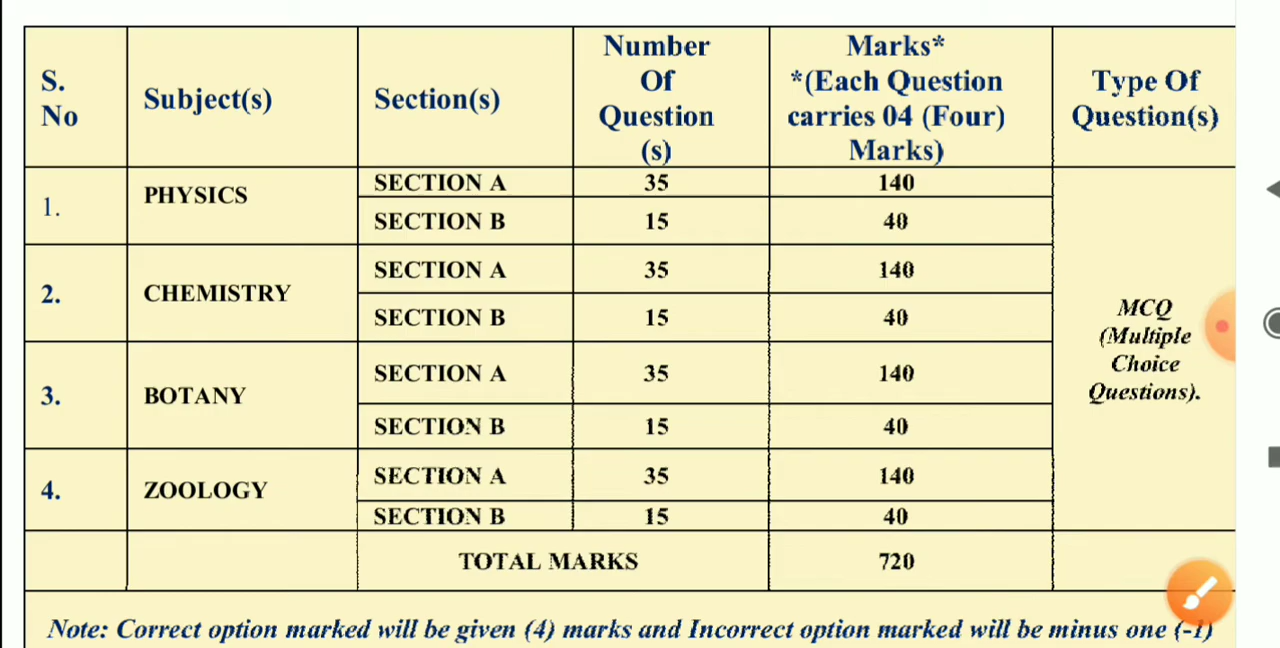 S. No
Subject(s)
Section(s)
Number Of Question (s)
Marks* *(Each Question carries 04 (Four) Marks)
Type Of Question(s)
1.
PHYSICS
SECTION A
35
140
SECTION B
15
40
2.
CHEMISTRY
SECTION A
35
140
SECTION B
15
40
3.
BOTANY
SECTION A
35
140
SECTION B
15
40
4.
ZOOLOGY
SECTION A
35
140
SECTION B
15
40
MCQ
(Multiple
Choice
Questions).
TOTAL MARKS
720
Note: Correct option marked will be given (4) marks and Incorrect option marked will be minus one (-1)